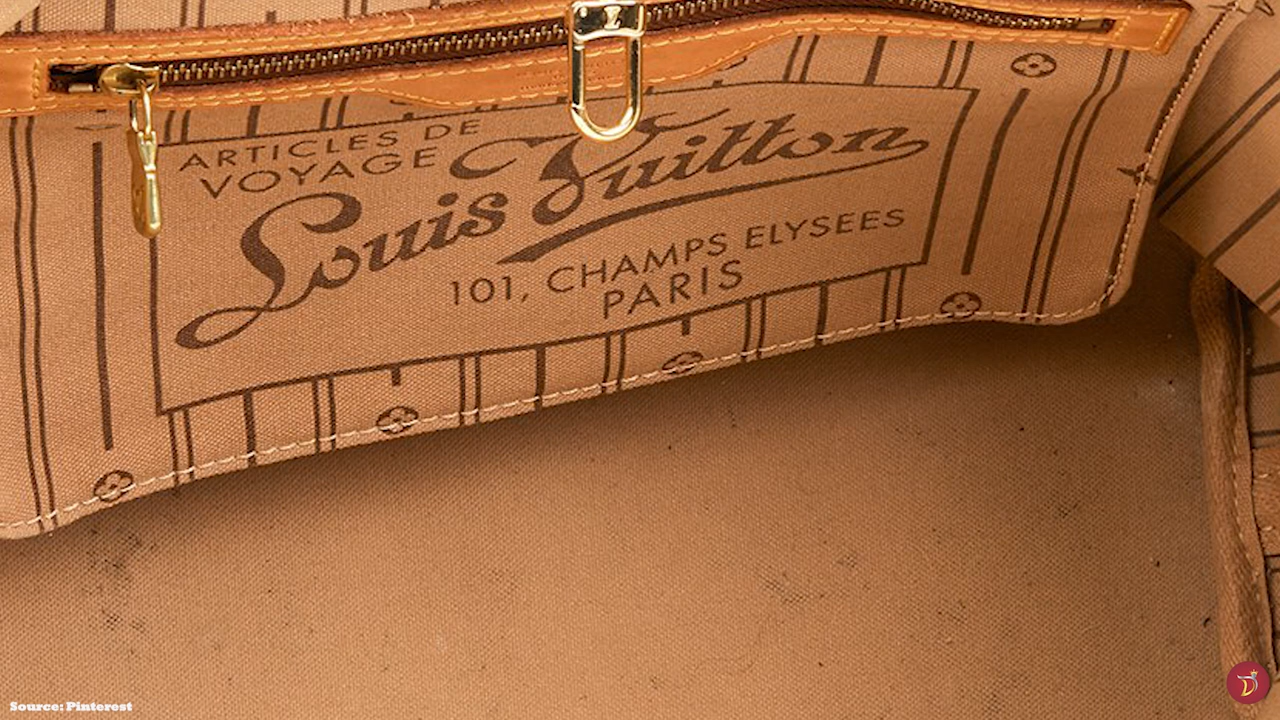 ARTICLES DE
VOYAGE
Louis Vuitton
101, CHAMPS ELYSEES
PARIS
Source: Pinterest